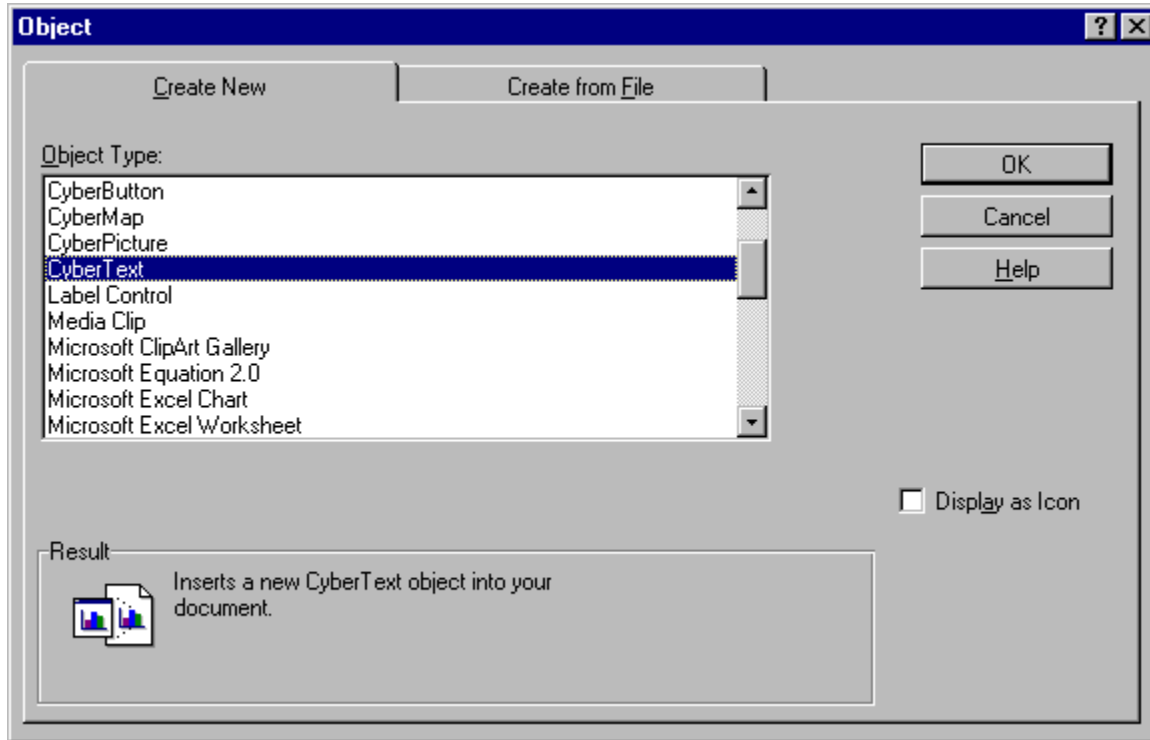 Object
Create New
Create from File
Object Type:
CyberButton
CyberMap
CyberPicture
CyberText
Label Control
Media Clip
Microsoft ClipArt Gallery
Microsoft Equation 2.0
Microsoft Excel Chart
Microsoft Excel Worksheet
OK
Cancel
Help
Display as Icon
Result
Inserts a new CyberText object into your
document.